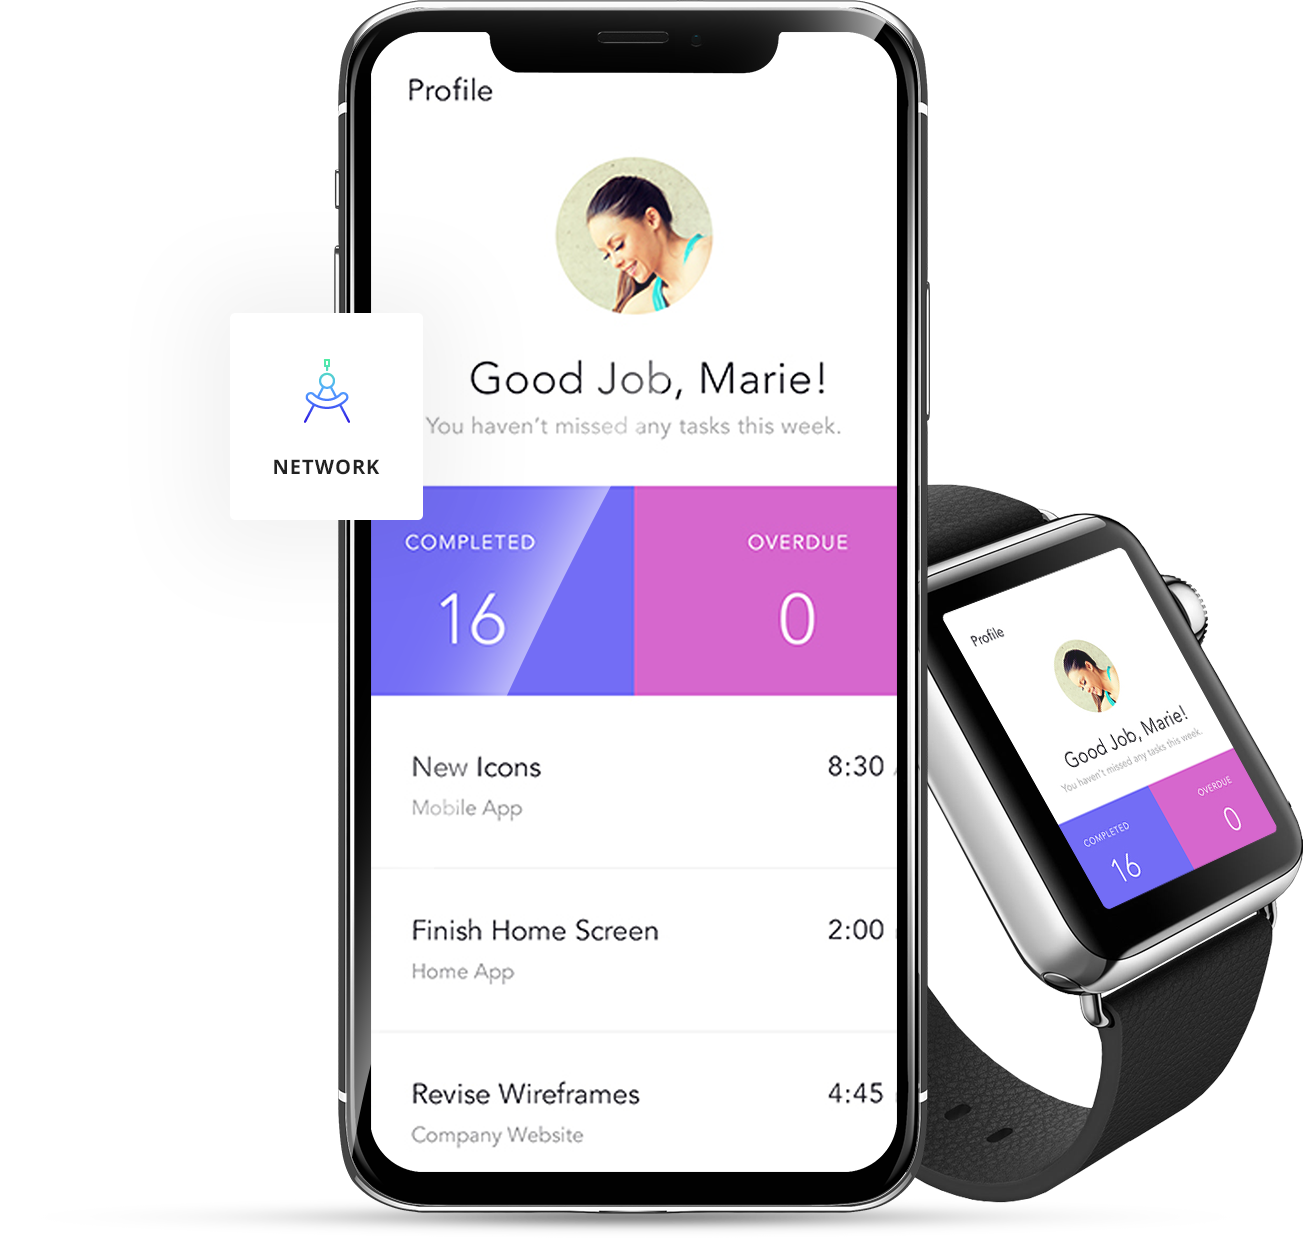 Profile
Good Job, Marie!
You haven't missed any tasks this week.
NETWORK
COMPLETED
OVERDUE
16
0
New Icons
8:30
Mobile App
Finish Home Screen
2:00
Home App
Revise Wireframes
4:45
Company Website
Profile
Good Job, Marie!
You haven't missed any tasks this week.
COMPLETED
OVERDUE
16
0